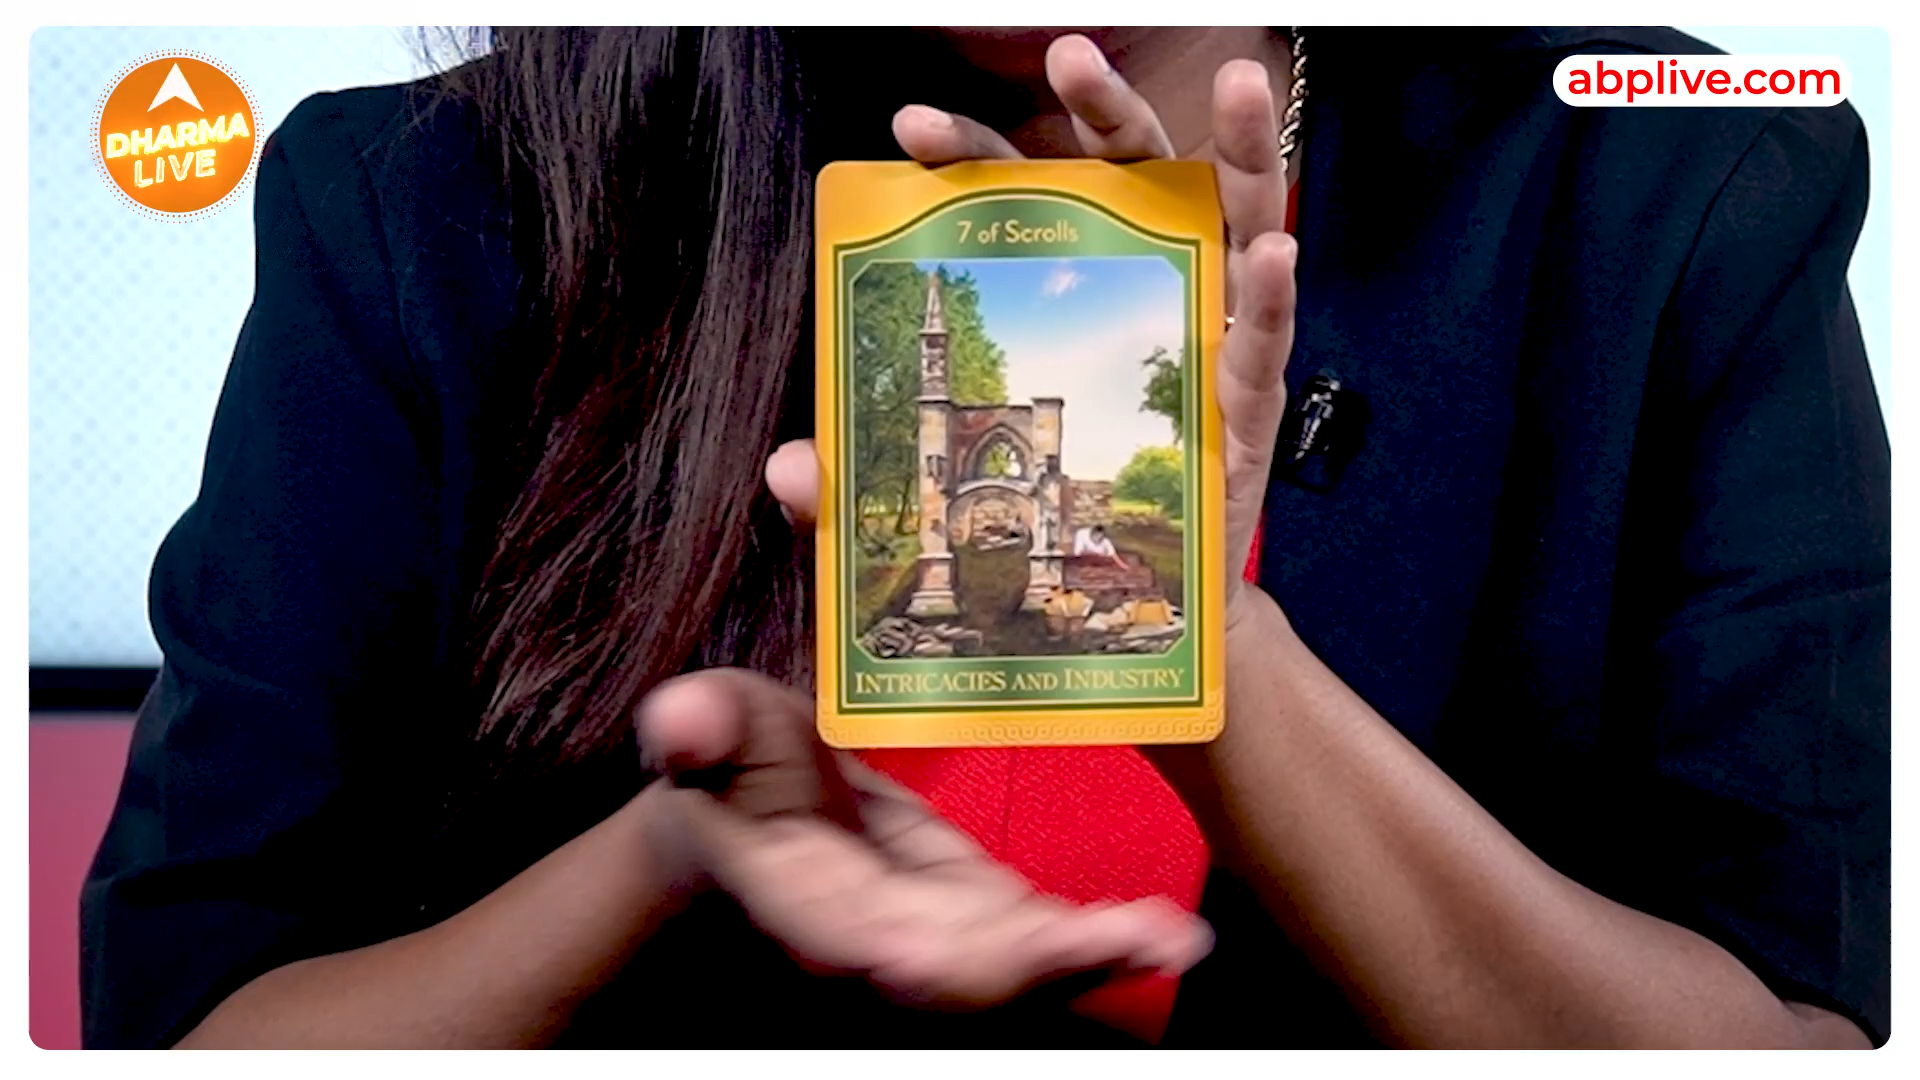 DHARMA
LIVE
abplive.com
7 of Scrolls
INTRICACIES AND INDUSTRY